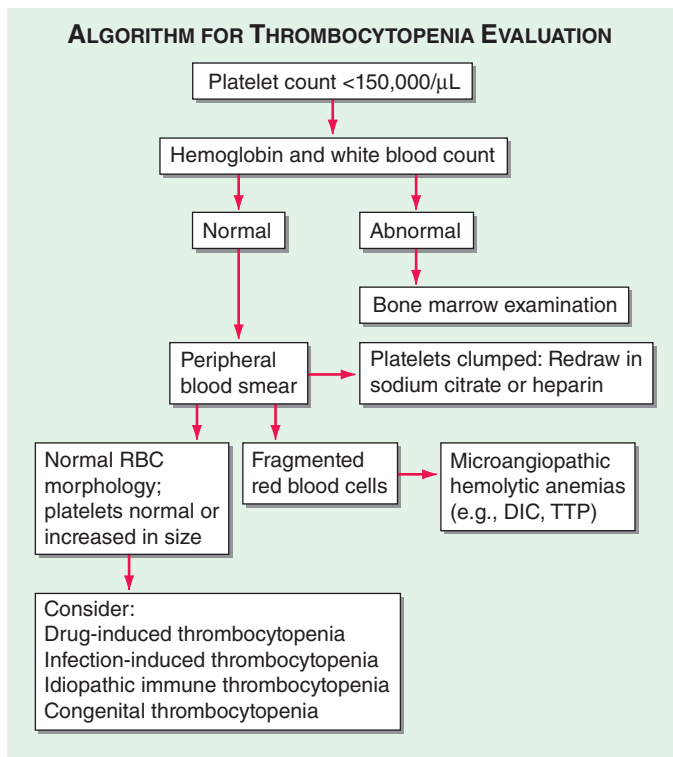 ALGORITHM FOR THROMBOCYTOPENIA EVALUATION
Platelet count <150,000/μL
Hemoglobin and white blood count
Normal
Abnormal
Bone marrow examination
Peripheral
blood smear
Platelets clumped: Redraw in
sodium citrate or heparin
Normal RBC
morphology;
platelets normal or
increased in size
Fragmented
red blood cells
Microangiopathic
hemolytic anemias
(e.g., DIC, TTP)
Consider:
Drug-induced thrombocytopenia
Infection-induced thrombocytopenia
Idiopathic immune thrombocytopenia
Congenital thrombocytopenia